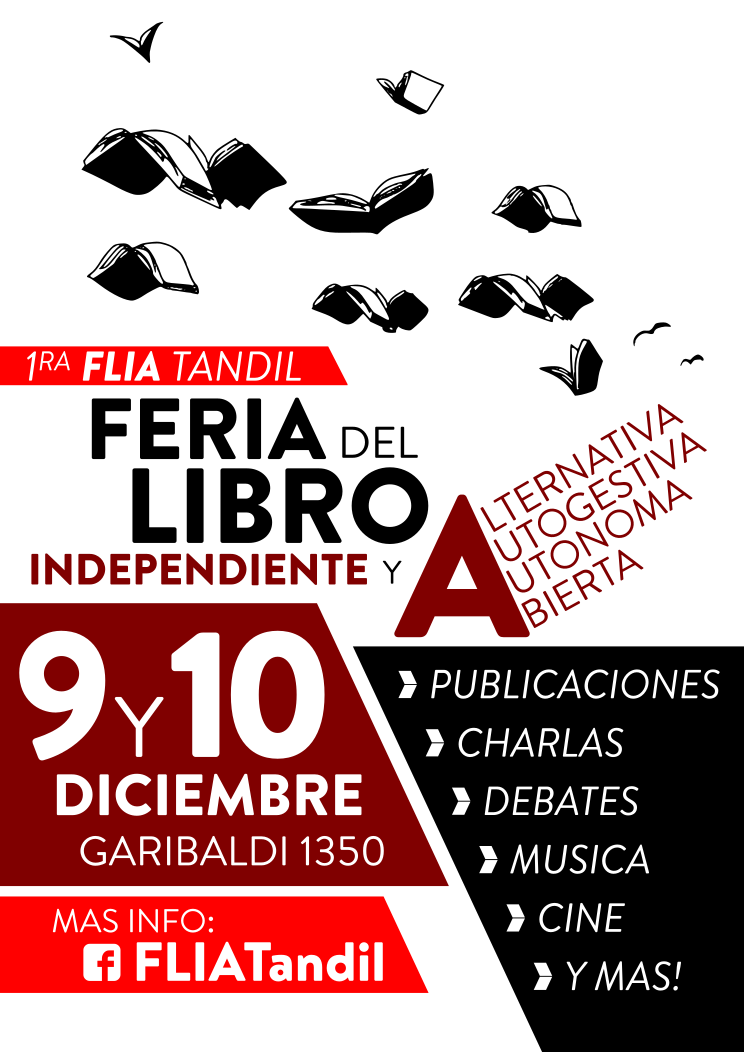 1RA FLIA TANDIL
FERIA DEL
LIBRO
INDEPENDIENTE Y A
LTERNATIVA
UTOGESTIVA
UTONOMA
BIERTA
9 Y 10
DICIEMBRE
GARIBALDI 1350
PUBLICACIONES
CHARLAS
DEBATES
MUSICA
CINE
Y MAS!
MAS INFO:
FLIATandil